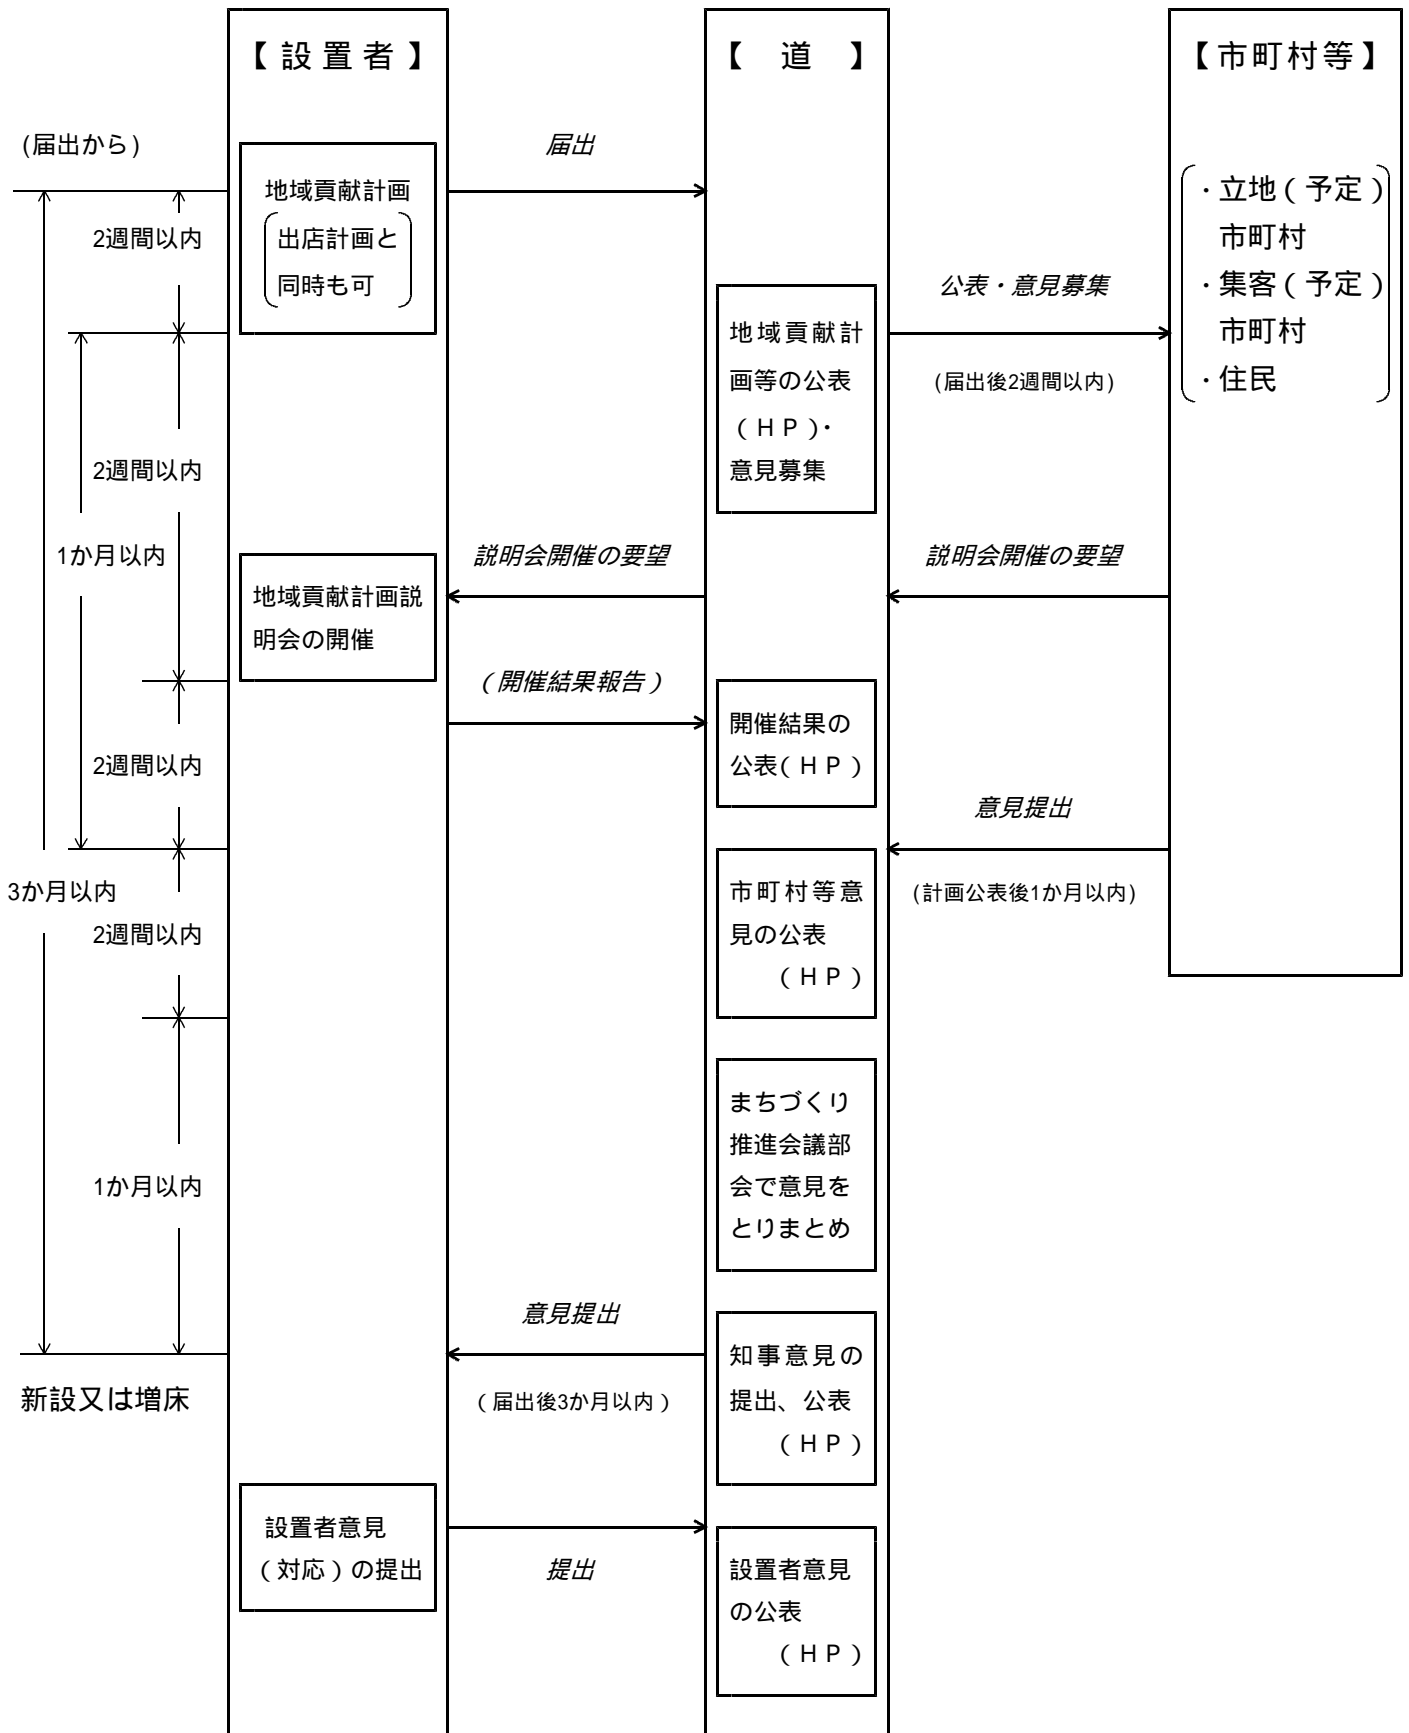 【設置者】
【　道　】
【市町村等】
(届出から)
届出
地域貢献計画
出店計画と
同時も可
2週間以内
・立地（予定）
市町村
・集客（予定）
市町村
・住民
公表・意見募集
(届出後2週間以内)
地域貢献計
画等の公表
（ＨＰ）・
意見募集
2週間以内
1か月以内
説明会開催の要望
説明会開催の要望
地域貢献計画説
明会の開催
（開催結果報告）
開催結果の
公表（ＨＰ）
2週間以内
意見提出
(計画公表後1か月以内)
市町村等意
見の公表
（ＨＰ）
3か月以内
2週間以内
まちづくり
推進会議部
会で意見を
とりまとめ
1か月以内
意見提出
（届出後3か月以内）
知事意見の
提出、公表
（ＨＰ）
新設又は増床
設置者意見
（対応）の提出
提出
設置者意見
の公表
（ＨＰ）